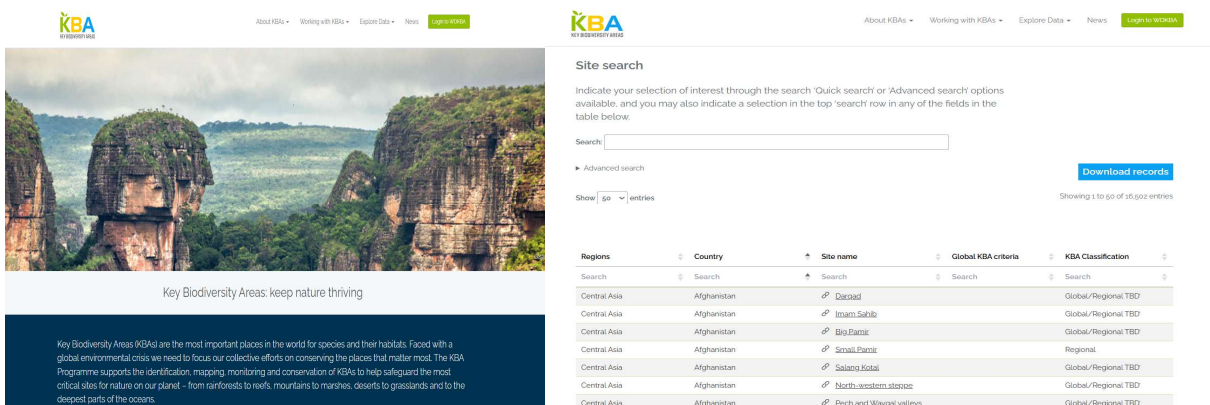 KBA
KEY BIODIVERSITY AREAS
About KBAs
Working with KBAs
Explore Data
News
Login to WDKBA
Key Biodiversity Areas: keep nature thriving
Key Biodiversity Areas (KBAs) are the most important places in the world for species and their habitats. Faced with a
global environmental crisis we need to focus our collective efforts on conserving the places that matter most. The KBA
Programme supports the identification, mapping, monitoring and conservation of KBAs to help safeguard the most
critical sites for nature on our planet – from rainforests to reefs, mountains to marshes, deserts to grasslands and to the
deepest parts of the oceans.
KBA
KEY BIODIVERSITY AREAS
About KBAs
Working with KBAs
Explore Data
News
Login to WDKBA
Site search
Indicate your selection of interest through the search 'Quick search' or 'Advanced search' options
available, and you may also indicate a selection in the top 'search' row in any of the fields in the
table below.
Search:
Advanced search
Download records
Show 50 entries
Showing 1 to 50 of 16,502 entries
Regions Country Site name Global KBA criteria KBA Classification
Search Search Search Search Search
Central Asia Afghanistan Darqad Global/Regional TBD'
Central Asia Afghanistan Imam Sahib Global/Regional TBD'
Central Asia Afghanistan Big Pamir Global/Regional TBD'
Central Asia Afghanistan Small Pamir Regional
Central Asia Afghanistan Salang Kotal Global/Regional TBD'
Central Asia Afghanistan North-western steppe Global/Regional TBD'
Central Asia Afghanistan Pech and Waygal valleys Global/Regional TBD'